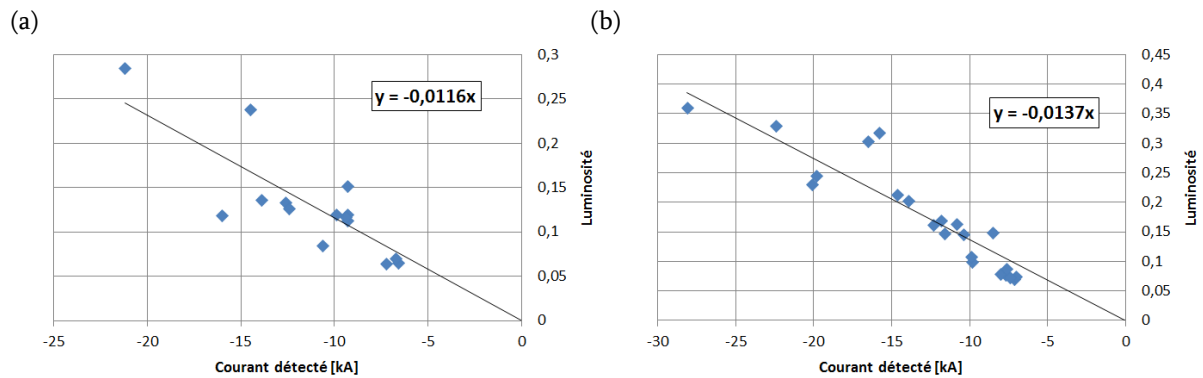 (a)
0,3
0,25
0,2
0,15
0,1
0,05
0
-25 -20 -15 -10 -5 0
y = -0,0116x
Luminosité
Courant détecté [kA]
(b)
0,45
0,4
0,35
0,3
0,25
0,2
0,15
0,1
0,05
0
-30 -25 -20 -15 -10 -5 0
y = -0,0137x
Luminosité
Courant détecté [kA]